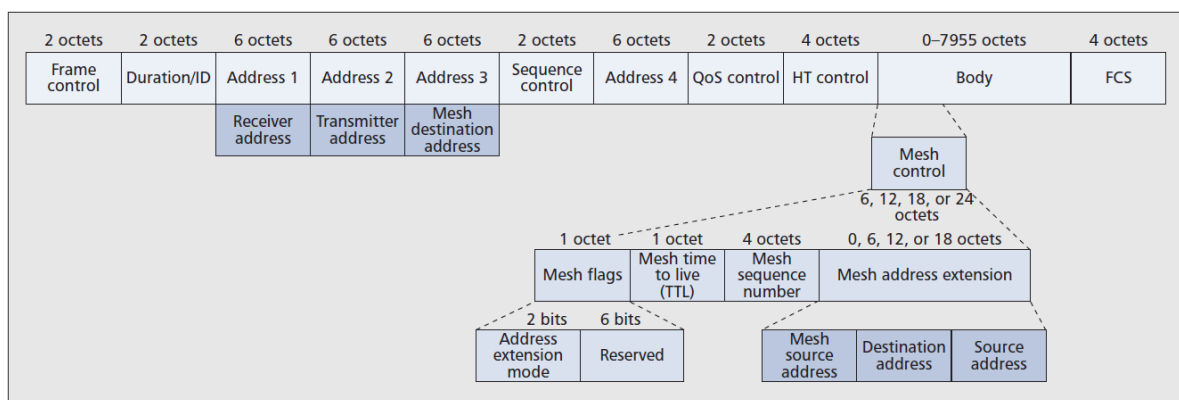 2 octets 2 octets 6 octets 6 octets 6 octets 2 octets 6 octets 2 octets 4 octets 0–7955 octets 4 octets
Frame control Duration/ID Address 1 Address 2 Address 3 Sequence control Address 4 QoS control HT control Body FCS
Receiver address Transmitter address Mesh destination address
Mesh control
6, 12, 18, or 24
octets
1 octet 1 octet 4 octets 0, 6, 12, or 18 octets
Mesh flags Mesh time to live (TTL) Mesh sequence number Mesh address extension
2 bits 6 bits
Address extension mode Reserved Mesh source address Destination address Source address